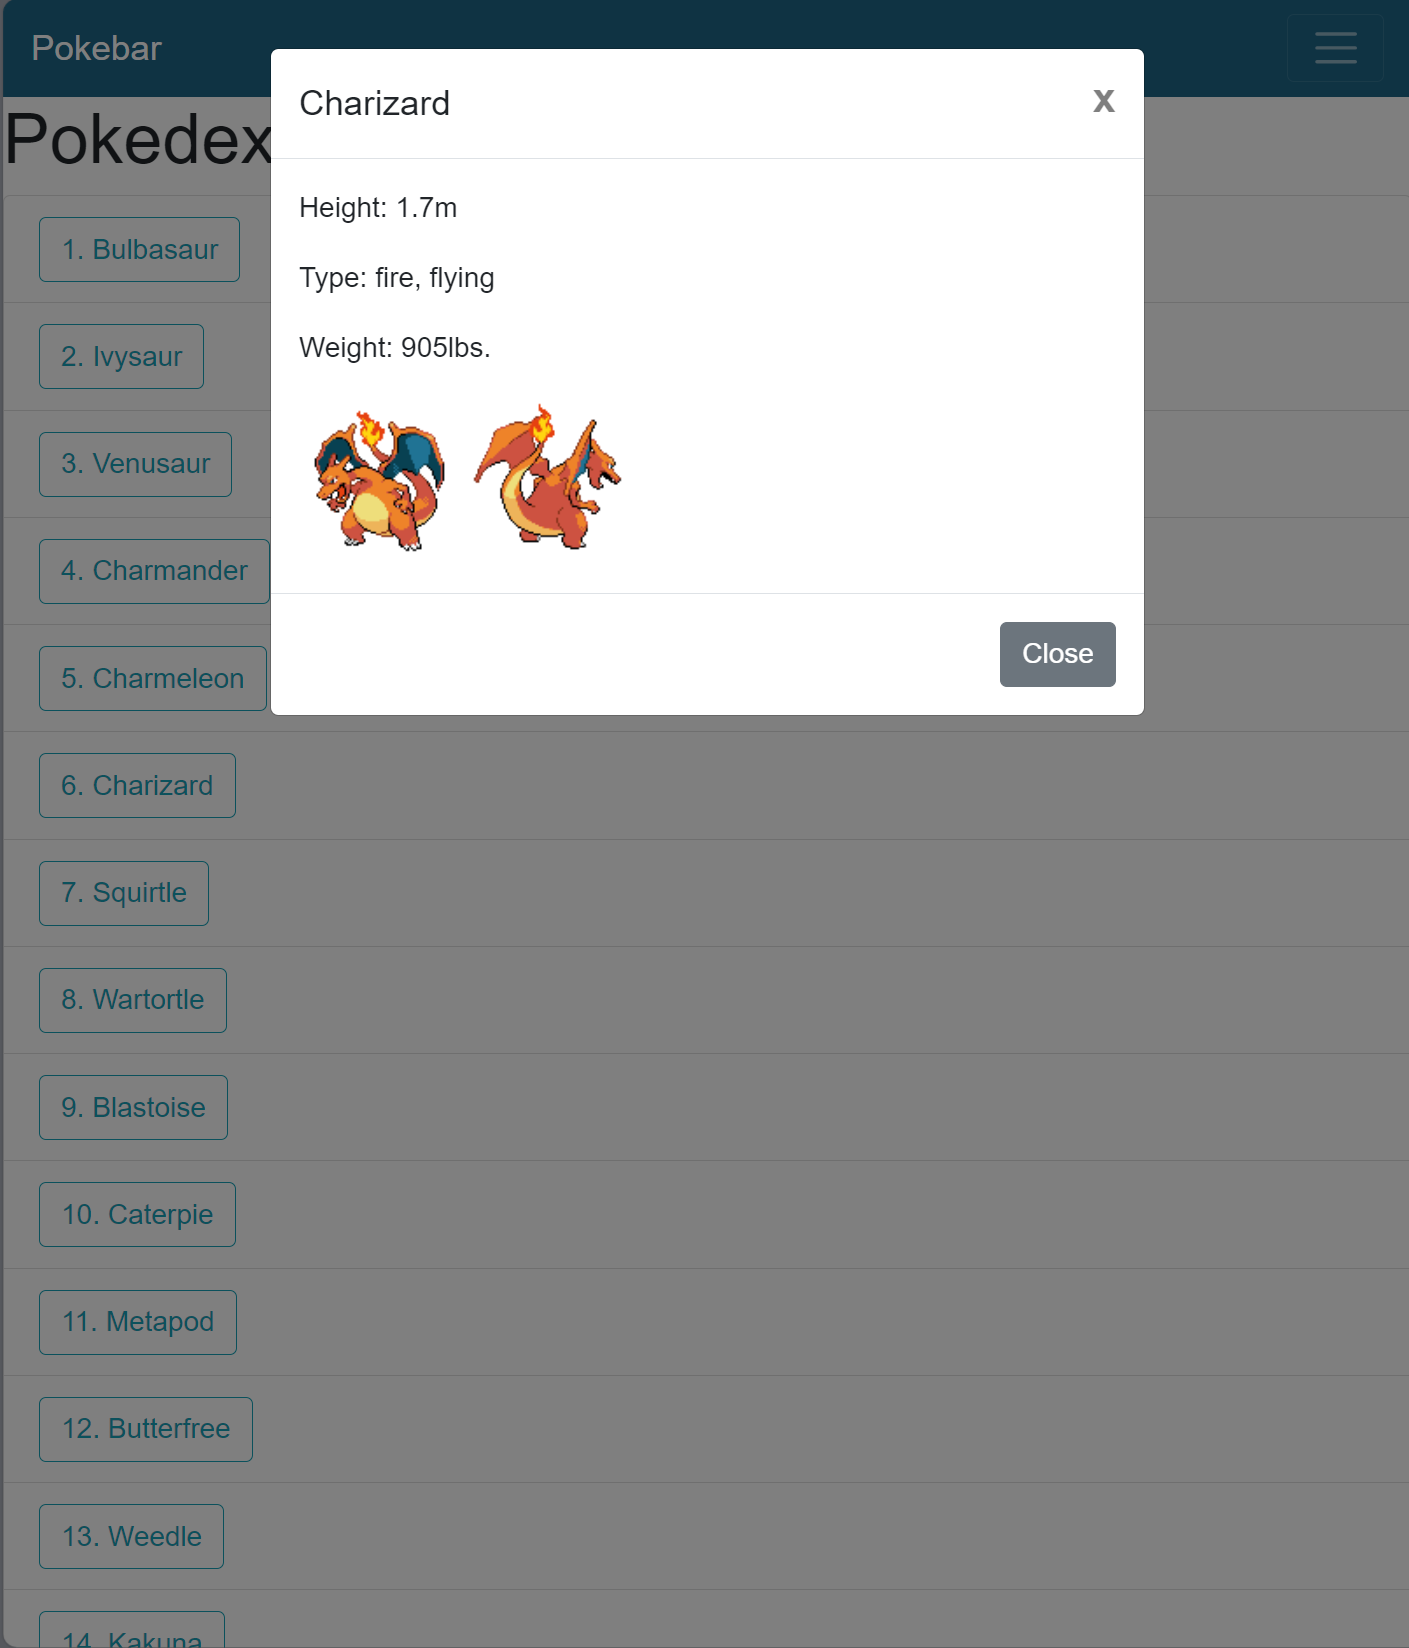 Pokebar
Pokedex
Charizard
x
Height: 1.7m
Type: fire, flying
Weight: 905lbs.
Close
1. Bulbasaur
2. Ivysaur
3. Venusaur
4. Charmander
5. Charmeleon
6. Charizard
7. Squirtle
8. Wartortle
9. Blastoise
10. Caterpie
11. Metapod
12. Butterfree
13. Weedle
14. Kakuna